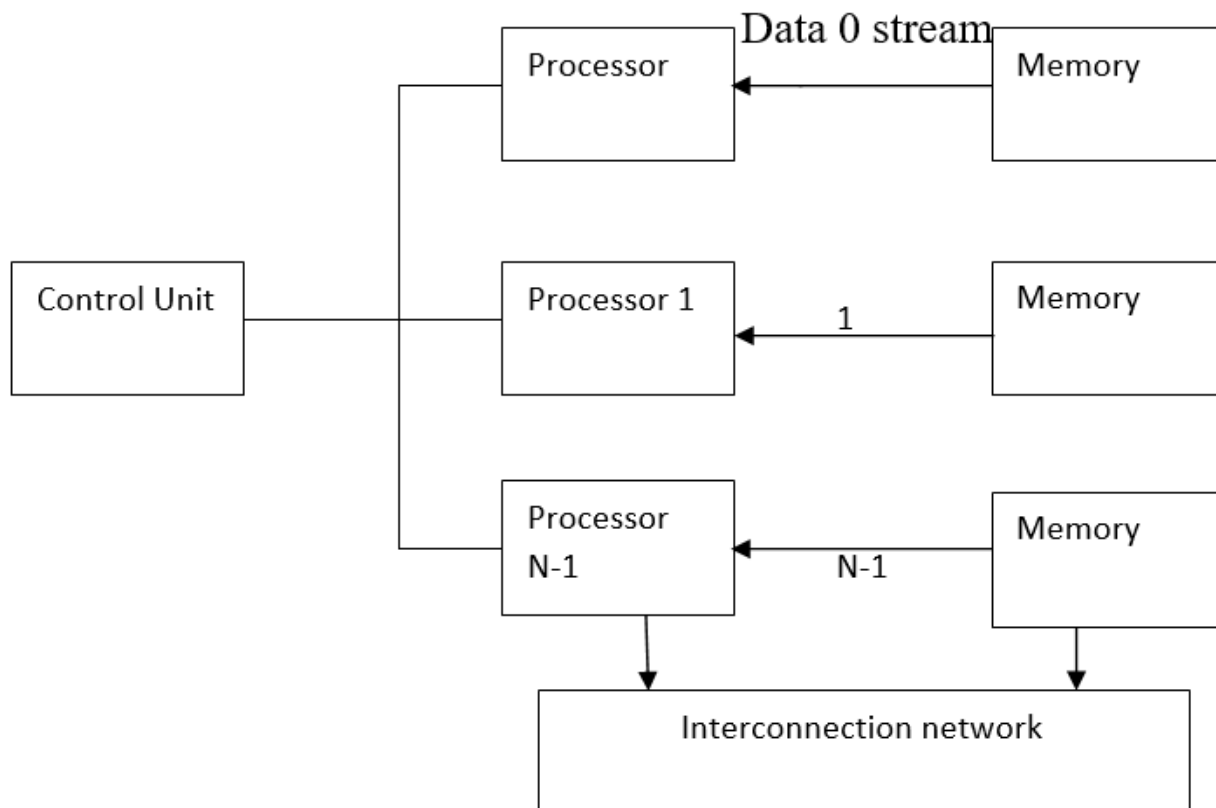 Data 0 stream
Processor
Memory
Control Unit
Processor 1
1
Memory
Processor
N-1
N-1
Memory
Interconnection network